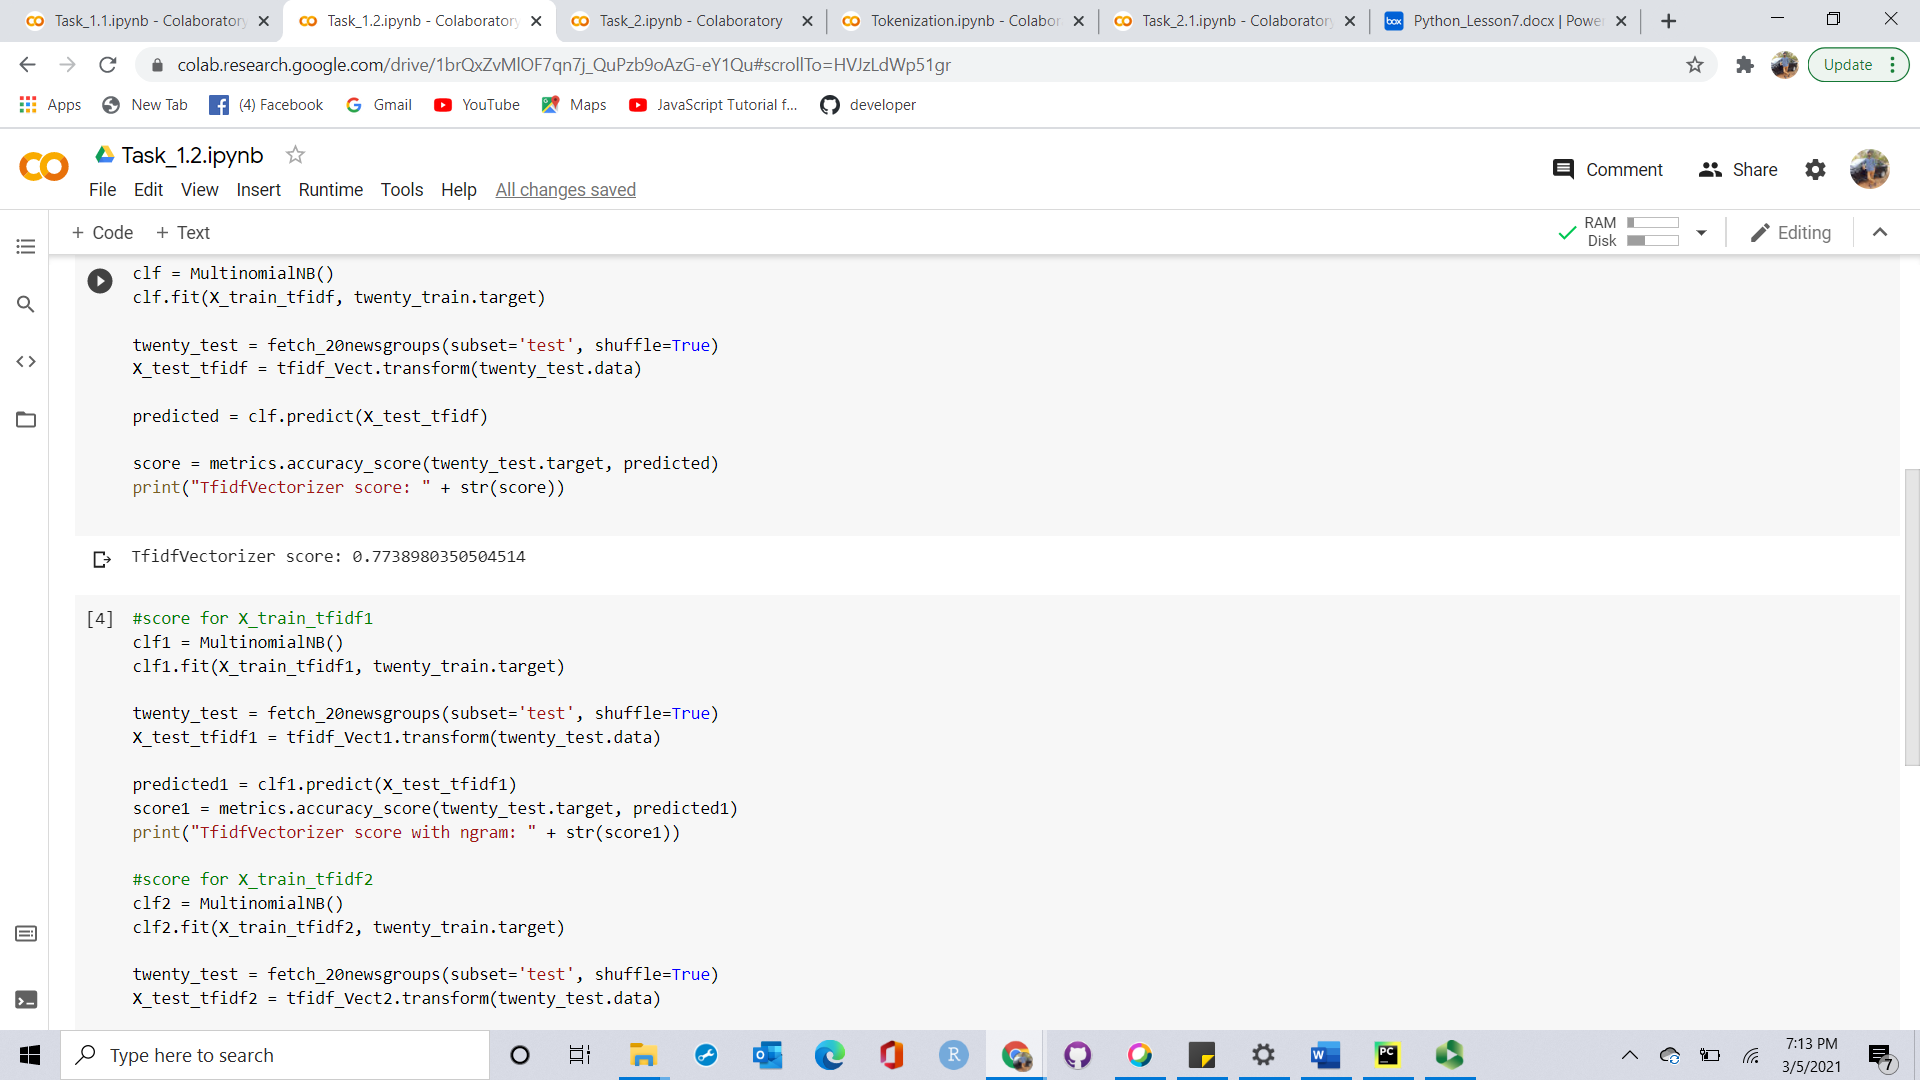 Task_1.1.ipynb - Colaboratory
Task_1.2.ipynb - Colaboratory
Task_2.ipynb - Colaboratory
Tokenization.ipynb - Colabor
Task_2.1.ipynb - Colaboratory
box Python_Lesson7.docx | Powe
colab.research.google.com/drive/1brQxZvMlOF7qn7j_QuPzb9oAzG-eY1Qu#scrollTo=HVJzLdWp51gr
Update
Apps New Tab (4) Facebook Gmail YouTube Maps JavaScript Tutorial f... developer
Task_1.2.ipynb
Comment Share
File Edit View Insert Runtime Tools Help All changes saved
+ Code + Text
RAM
Disk
Editing
clf = MultinomialNB()
clf.fit(X_train_tfidf, twenty_train.target)
twenty_test = fetch_20newsgroups(subset='test', shuffle=True)
X_test_tfidf = tfidf_Vect.transform(twenty_test.data)
predicted = clf.predict(X_test_tfidf)
score = metrics.accuracy_score(twenty_test.target, predicted)
print("TfidfVectorizer score: " + str(score))
TfidfVectorizer score: 0.7738980350504514
[4] #score for X_train_tfidf1
clf1 = MultinomialNB()
clf1.fit(X_train_tfidf1, twenty_train.target)
twenty_test = fetch_20newsgroups(subset='test', shuffle=True)
X_test_tfidf1 = tfidf_Vect1.transform(twenty_test.data)
predicted1 = clf1.predict(X_test_tfidf1)
score1 = metrics.accuracy_score(twenty_test.target, predicted1)
print("TfidfVectorizer score with ngram: " + str(score1))
#score for X_train_tfidf2
clf2 = MultinomialNB()
clf2.fit(X_train_tfidf2, twenty_train.target)
twenty_test = fetch_20newsgroups(subset='test', shuffle=True)
X_test_tfidf2 = tfidf_Vect2.transform(twenty_test.data)
Type here to search
R
PC
7:13 PM
3/5/2021
7